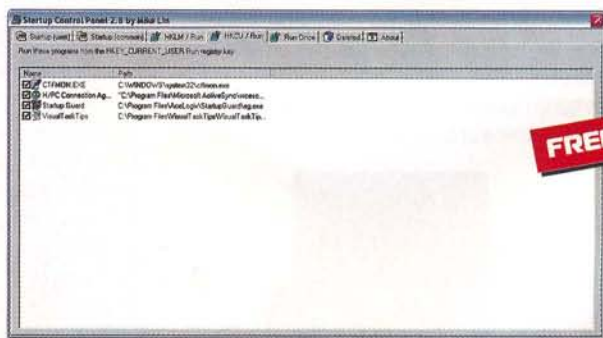 Startup Control Panel 2.8 by Mike Lin
Startup (user) Startup (common) HKLM / Run HKCU / Run Run Once Deleted About
Run these programs from the HKEY_CURRENT_USER Run registry key
Name Path
CTFMON.EXE C:\WINDOWS\system32\ctfmon.exe
H/PC Connection Ag... "C:\Program Files\Microsoft ActiveSync\wcesc...
Startup Guard C:\Program Files\AceLogix\StartupGuard\sg.exe
VisualTaskTips C:\Program Files\VisualTaskTips\VisualTaskTip...
FREE